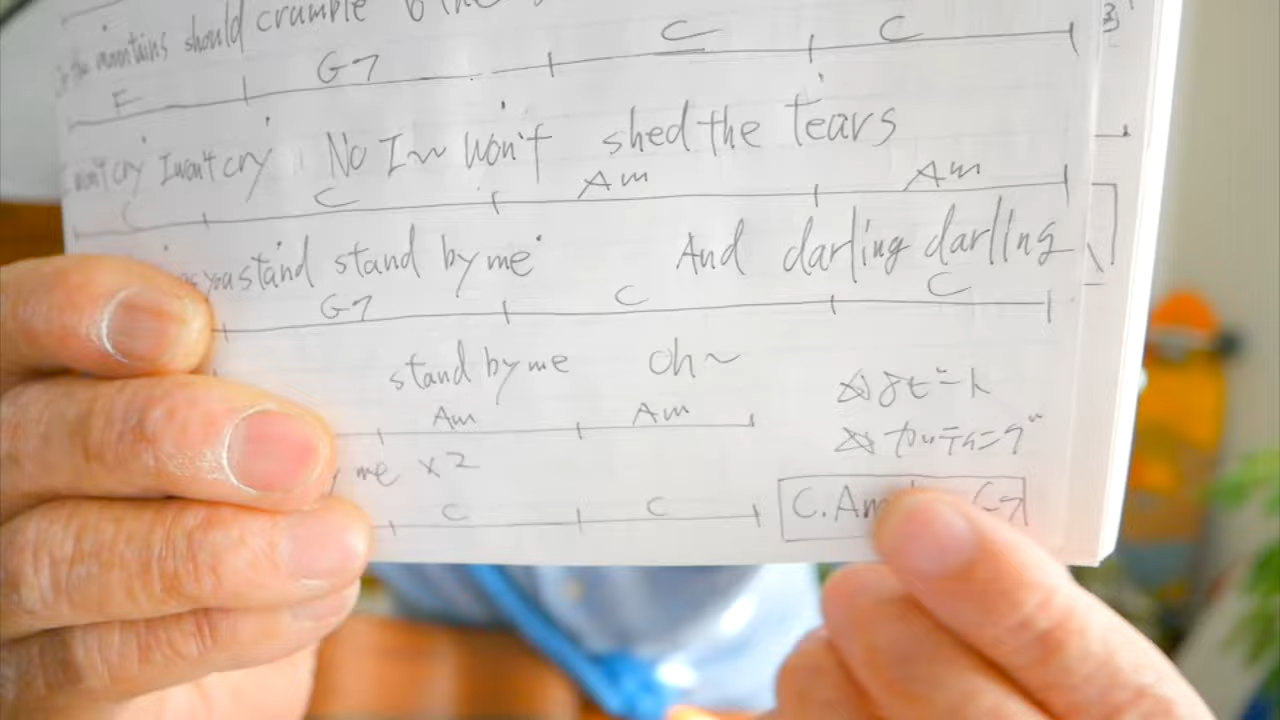 the mountains should crumble
C C
F G7
won't cry I won't cry No I~ won't shed the tears
C C Am Am
you stand stand by me And darling darling
G7 C C
stand by me oh~
☆8ビート
Am Am
☆カッティング
me ×2
C C
C. Am G7